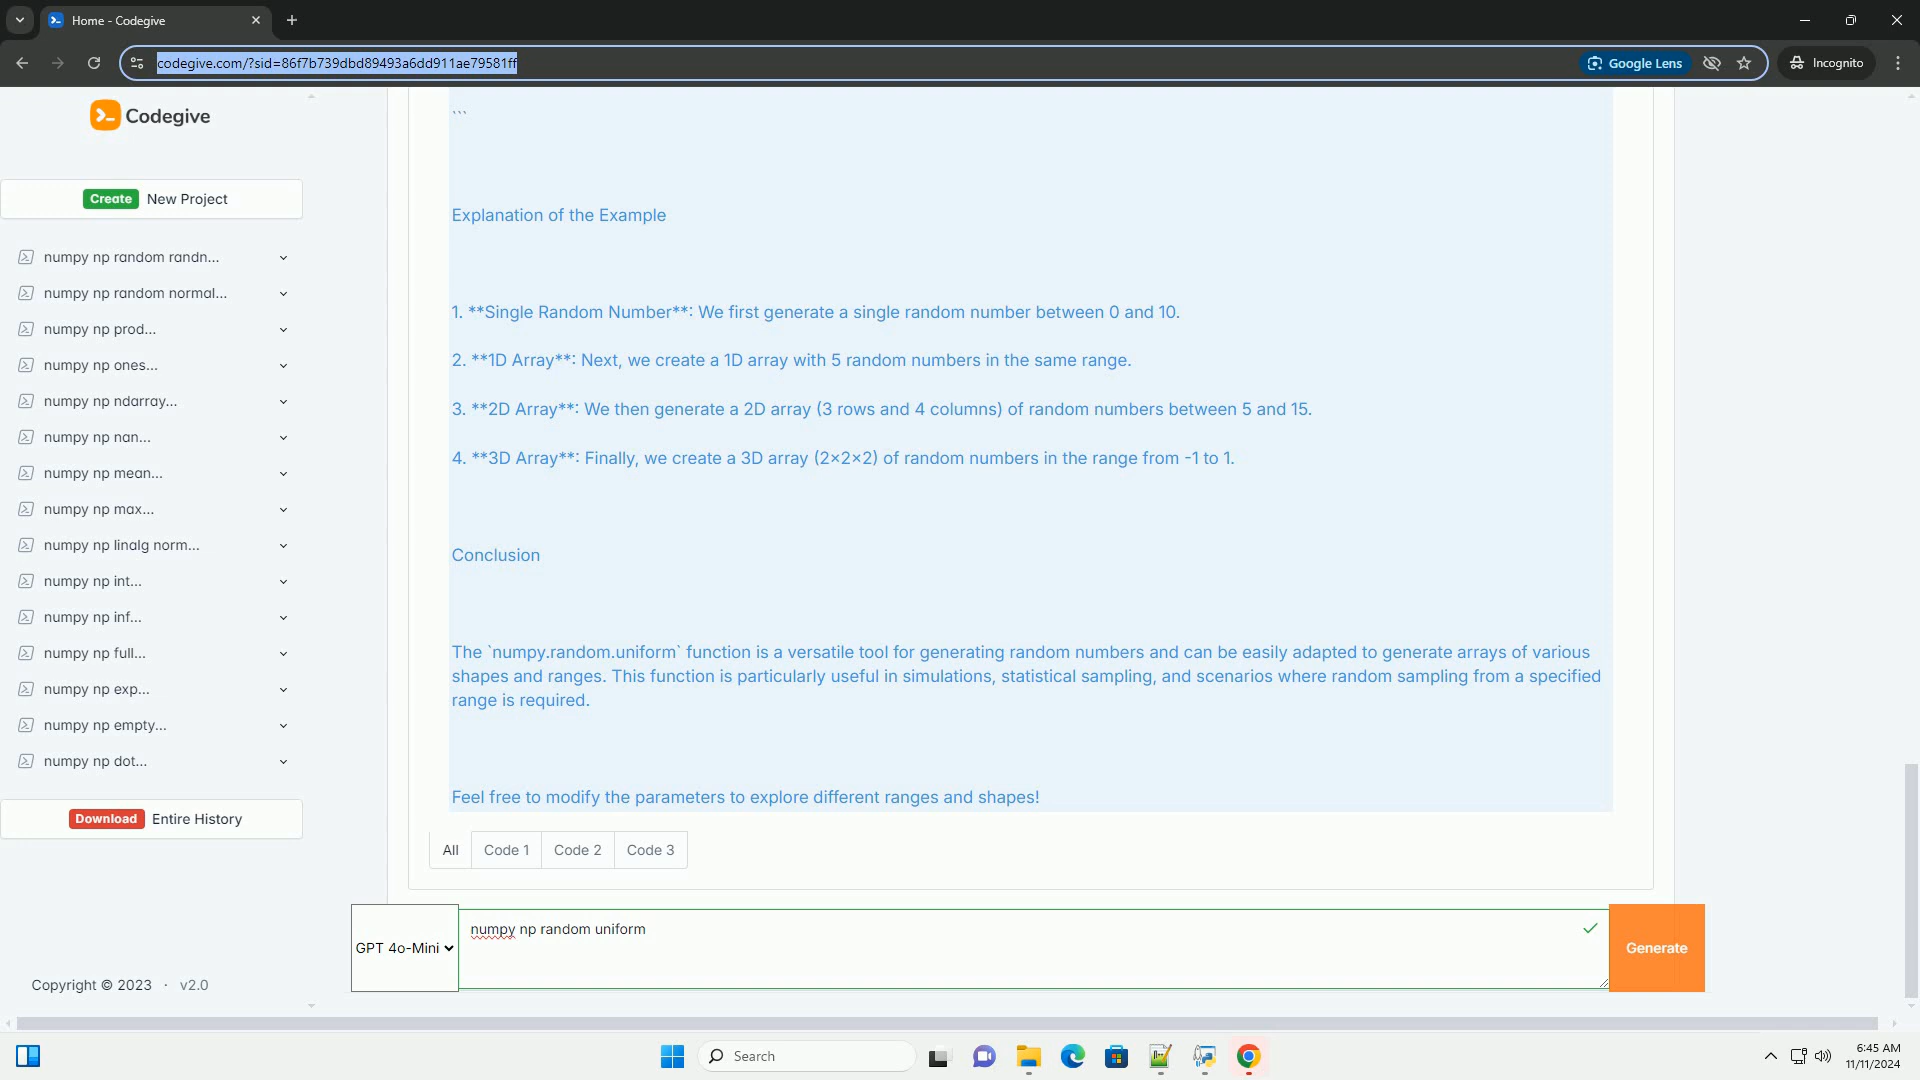 Home - Codegive
codegive.com/?sid=86f7b739dbd89493a6dd911ae79581ff
Google Lens
Incognito
Codegive
Create New Project
numpy np random randn...
numpy np random normal...
numpy np prod...
numpy np ones...
numpy np ndarray...
numpy np nan...
numpy np mean...
numpy np max...
numpy np linalg norm...
numpy np int...
numpy np inf...
numpy np full...
numpy np exp...
numpy np empty...
numpy np dot...
Download Entire History
Copyright © 2023 · v2.0
```
Explanation of the Example
1. **Single Random Number**: We first generate a single random number between 0 and 10.
2. **1D Array**: Next, we create a 1D array with 5 random numbers in the same range.
3. **2D Array**: We then generate a 2D array (3 rows and 4 columns) of random numbers between 5 and 15.
4. **3D Array**: Finally, we create a 3D array (2×2×2) of random numbers in the range from -1 to 1.
Conclusion
The `numpy.random.uniform` function is a versatile tool for generating random numbers and can be easily adapted to generate arrays of various
shapes and ranges. This function is particularly useful in simulations, statistical sampling, and scenarios where random sampling from a specified
range is required.
Feel free to modify the parameters to explore different ranges and shapes!
All Code 1 Code 2 Code 3
GPT 4o-Mini
numpy np random uniform
Generate
Search
6:45 AM
11/11/2024